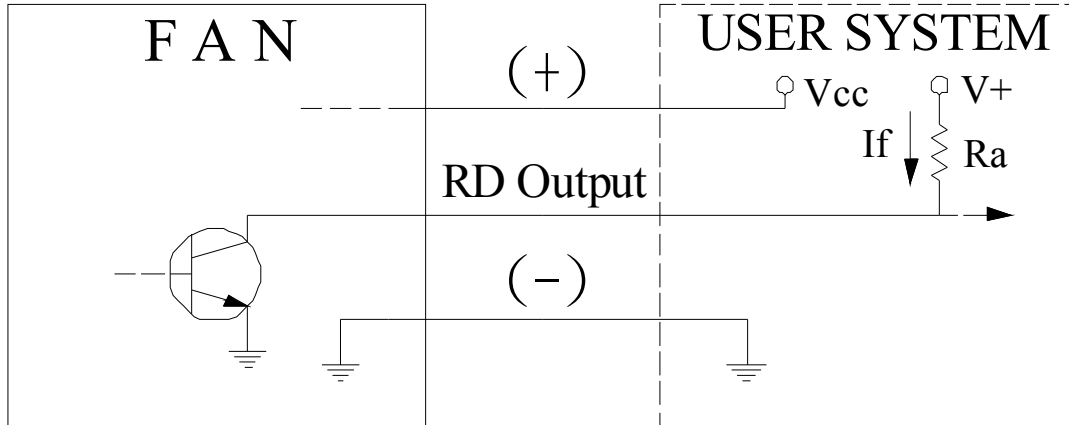 F A N
USER SYSTEM
(+)
Vcc
V+
If
Ra
RD Output
(-)